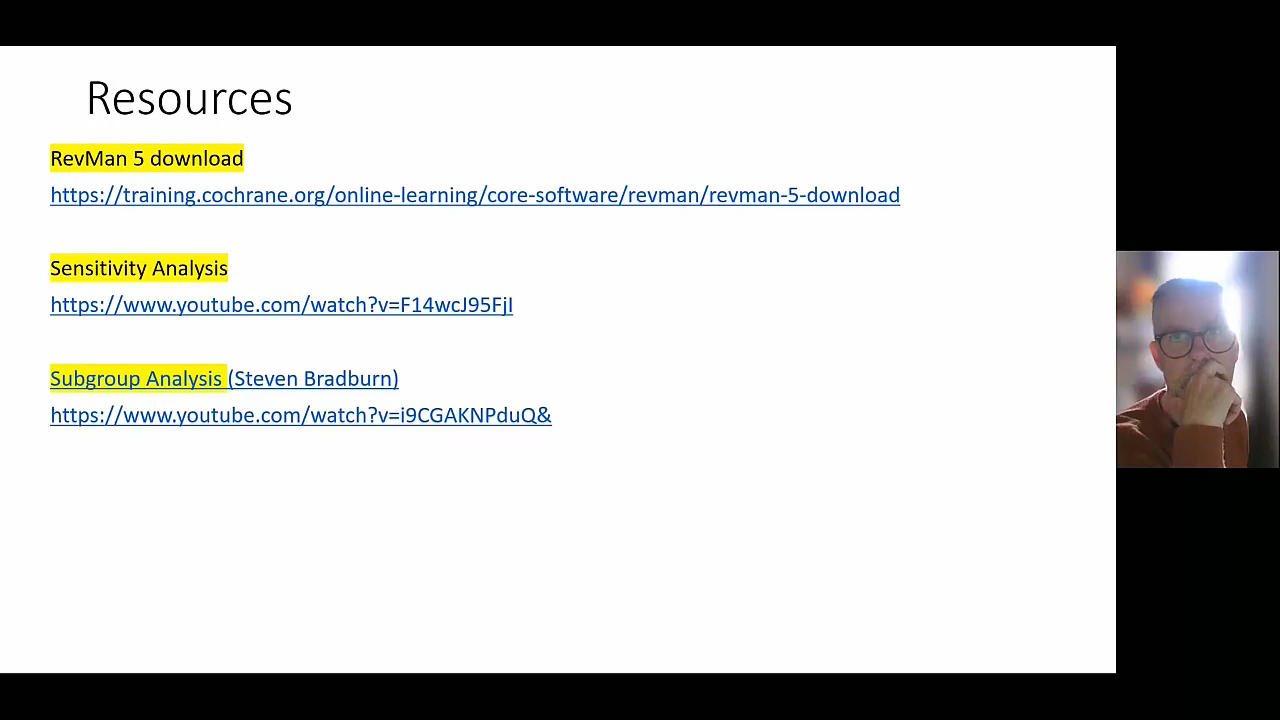 Resources
RevMan 5 download
https://training.cochrane.org/online-learning/core-software/revman/revman-5-download
Sensitivity Analysis
https://www.youtube.com/watch?v=F14wcJ95FjI
Subgroup Analysis (Steven Bradburn)
https://www.youtube.com/watch?v=i9CGAKNPduQ&